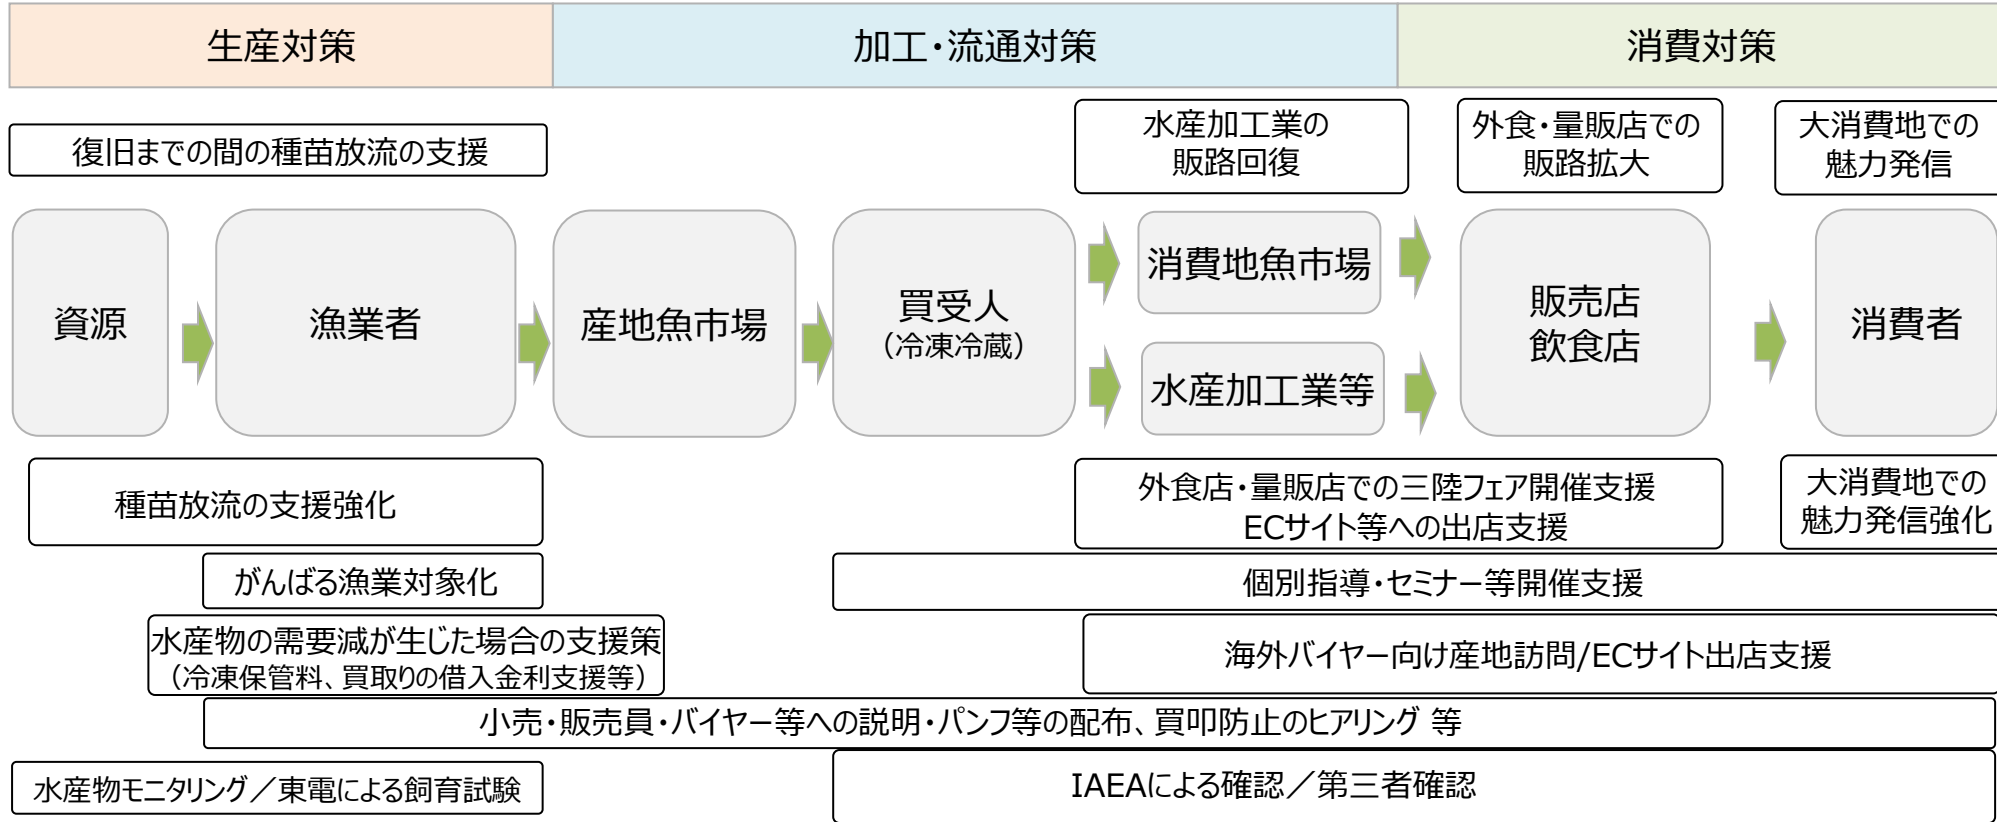 生産対策
加工・流通対策
消費対策
復旧までの間の種苗放流の支援
水産加工業の
販路回復
外食・量販店での
販路拡大
大消費地での
魅力発信
資源
漁業者
産地魚市場
買受人
（冷凍冷蔵）
消費地魚市場
水産加工業等
販売店
飲食店
消費者
種苗放流の支援強化
外食店・量販店での三陸フェア開催支援
ECサイト等への出店支援
大消費地での
魅力発信強化
がんばる漁業対象化
個別指導・セミナー等開催支援
水産物の需要減が生じた場合の支援策
（冷凍保管料、買取りの借入金利支援等）
海外バイヤー向け産地訪問/ECサイト出店支援
小売・販売員・バイヤー等への説明・パンフ等の配布、買叩防止のヒアリング 等
水産物モニタリング／東電による飼育試験
IAEAによる確認／第三者確認